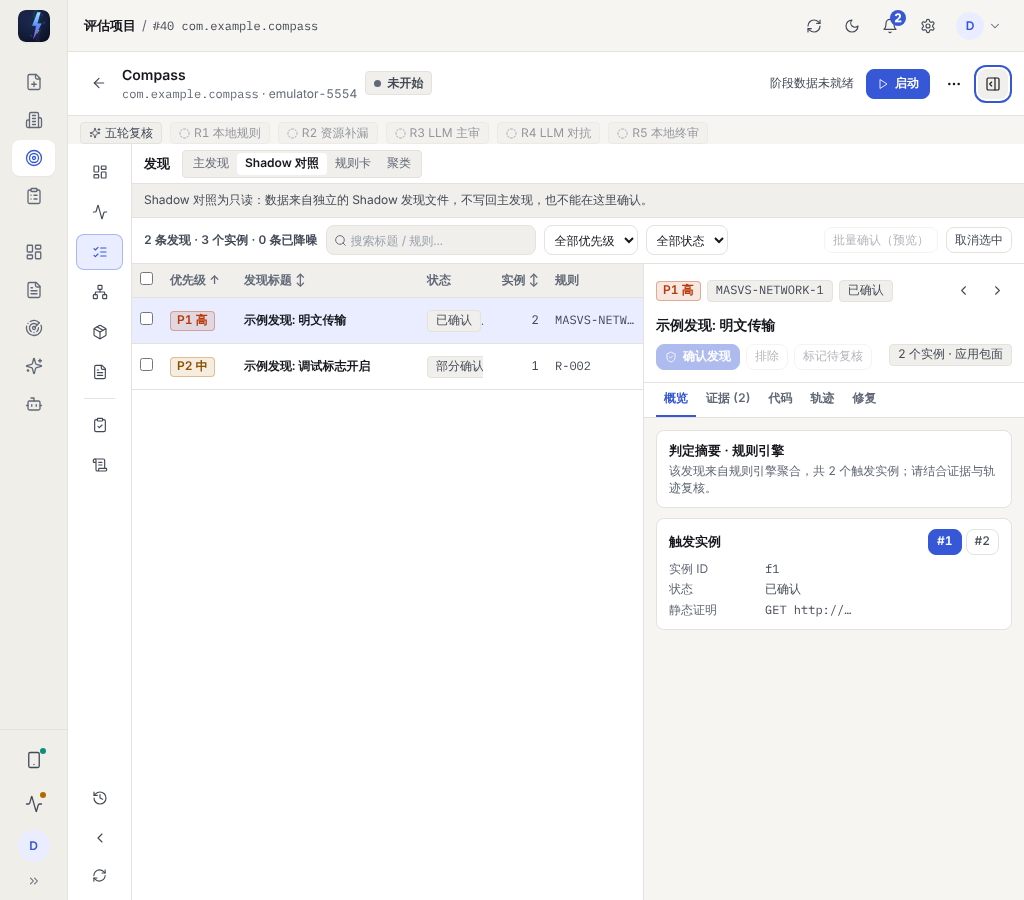 评估项目 / #40 com.example.compass
2
D
Compass
com.example.compass · emulator-5554
未开始
阶段数据未就绪
启动
五轮复核
R1 本地规则
R2 资源补漏
R3 LLM 主审
R4 LLM 对抗
R5 本地终审
发现
主发现
Shadow 对照
规则卡
聚类
Shadow 对照为只读：数据来自独立的 Shadow 发现文件，不写回主发现，也不能在这里确认。
2 条发现 · 3 个实例 · 0 条已降噪
搜索标题 / 规则…
全部优先级
全部状态
批量确认（预览）
取消选中
优先级
发现标题
状态
实例
规则
P1 高
示例发现: 明文传输
已确认
2
MASVS-NETW…
P2 中
示例发现: 调试标志开启
部分确认
1
R-002
P1 高
MASVS-NETWORK-1
已确认
示例发现: 明文传输
确认发现
排除
标记待复核
2 个实例 · 应用包面
概览
证据 (2)
代码
轨迹
修复
判定摘要 · 规则引擎
该发现来自规则引擎聚合，共 2 个触发实例；请结合证据与轨
迹复核。
触发实例
#1
#2
实例 ID
f1
状态
已确认
静态证明
GET http://…
D